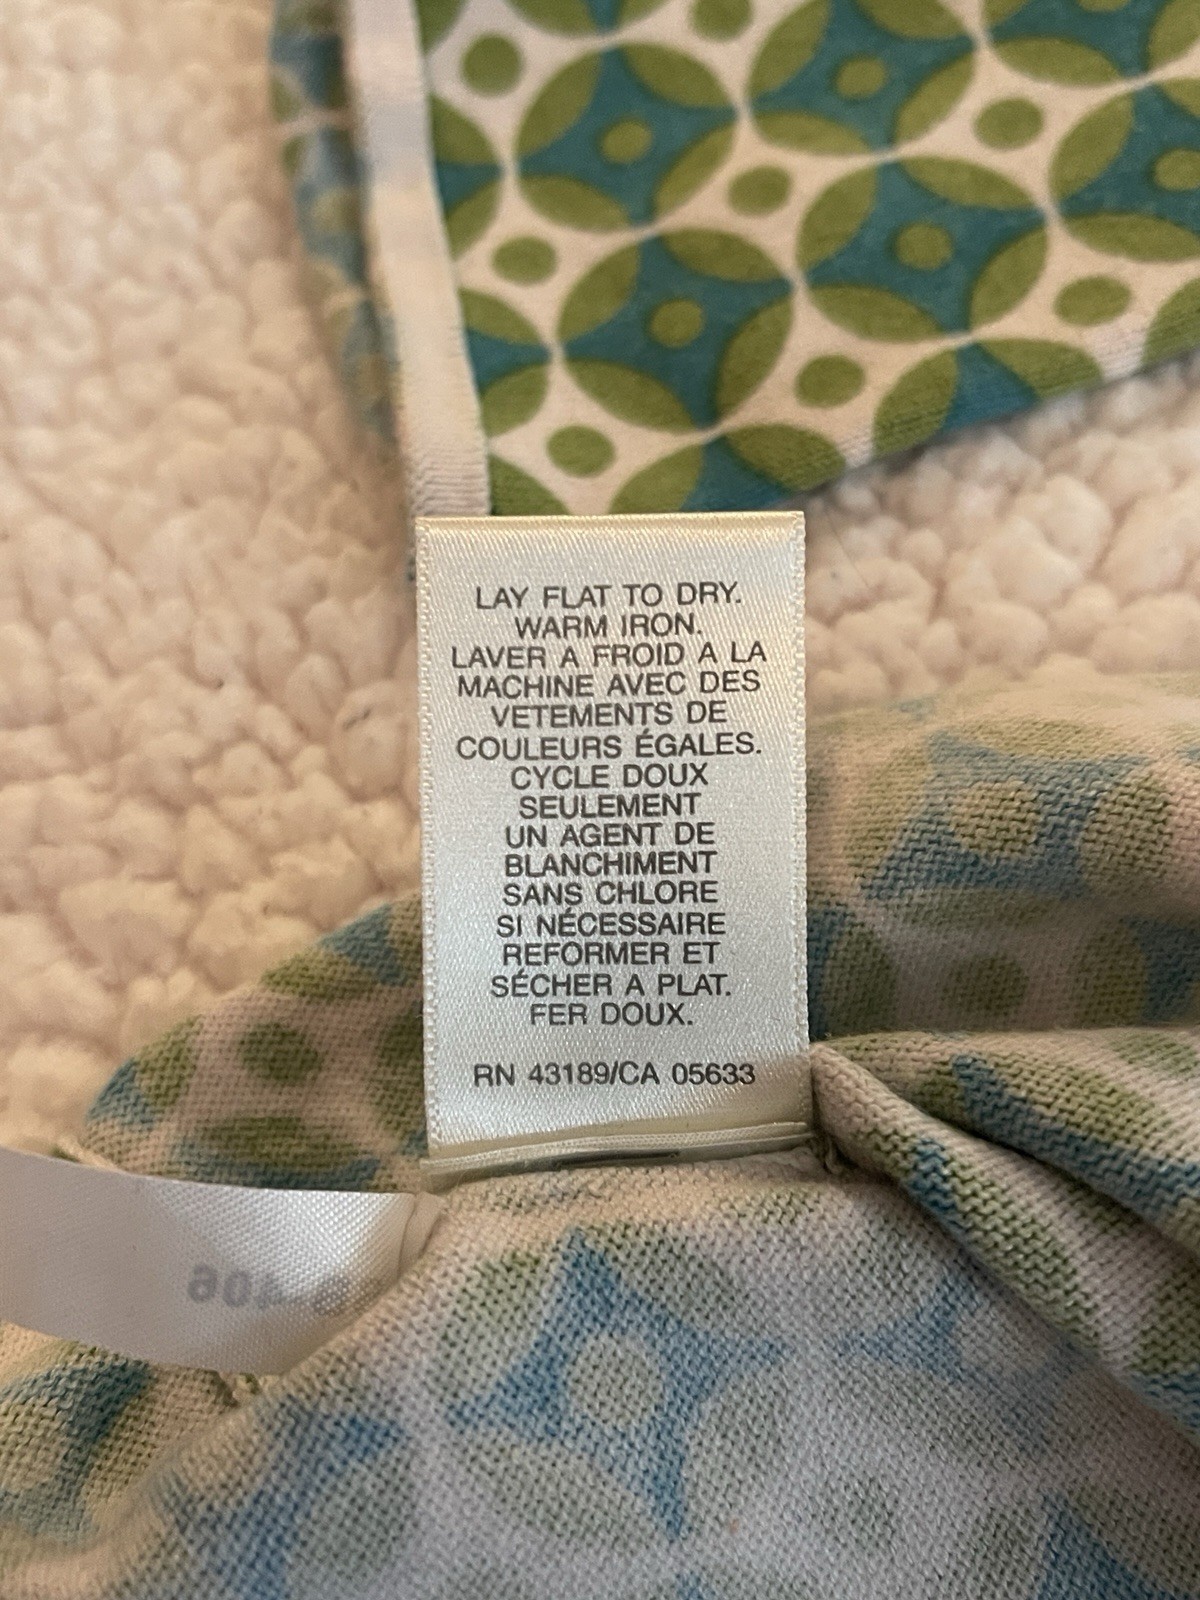 LAY FLAT TO DRY.
WARM IRON.
LAVER A FROID A LA
MACHINE AVEC DES
VETEMENTS DE
COULEURS ÉGALES.
CYCLE DOUX
SEULEMENT
UN AGENT DE
BLANCHIMENT
SANS CHLORE
SI NÉCESSAIRE
REFORMER ET
SÉCHER A PLAT.
FER DOUX.
RN 43189/CA 05633